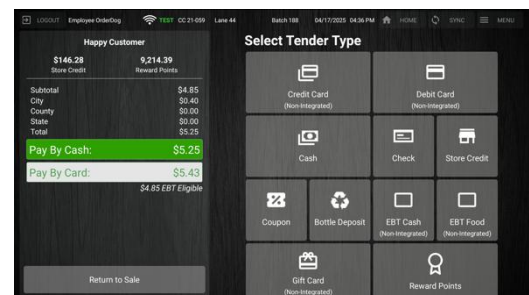 LOGOUT Employee OrderDog TEST CC 21-059 Lane 44 Batch 188 04/17/2025 04:36 PM HOME SYNC MENU
Happy Customer
$146.28 9,214.39
Store Credit Reward Points
Subtotal $4.85
City $0.40
County $0.00
State $0.00
Total $5.25
Pay By Cash: $5.25
Pay By Card: $5.43
$4.85 EBT Eligible
Return to Sale
Select Tender Type
Credit Card
(Non-Integrated)
Debit Card
(Non-Integrated)
Cash
Check
Store Credit
Coupon
Bottle Deposit
EBT Cash
(Non-Integrated)
EBT Food
(Non-Integrated)
Gift Card
(Non-Integrated)
Reward Points